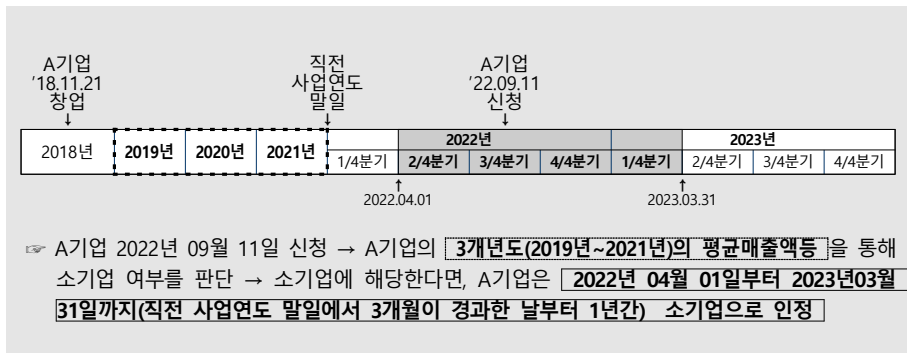 A기업 직전 A기업
'18.11.21 사업연도 '22.09.11
창업 말일 신청
↓ ↓ ↓
2018년 2019년 2020년 2021년 2022년 2023년
1/4분기 2/4분기 3/4분기 4/4분기 1/4분기 2/4분기 3/4분기 4/4분기
↑ ↑
2022.04.01 2023.03.31
☞ A기업 2022년 09월 11일 신청 → A기업의 3개년도(2019년~2021년)의 평균매출액등을 통해
소기업 여부를 판단 → 소기업에 해당한다면, A기업은 2022년 04월 01일부터 2023년03월
31일까지(직전 사업연도 말일에서 3개월이 경과한 날부터 1년간) 소기업으로 인정